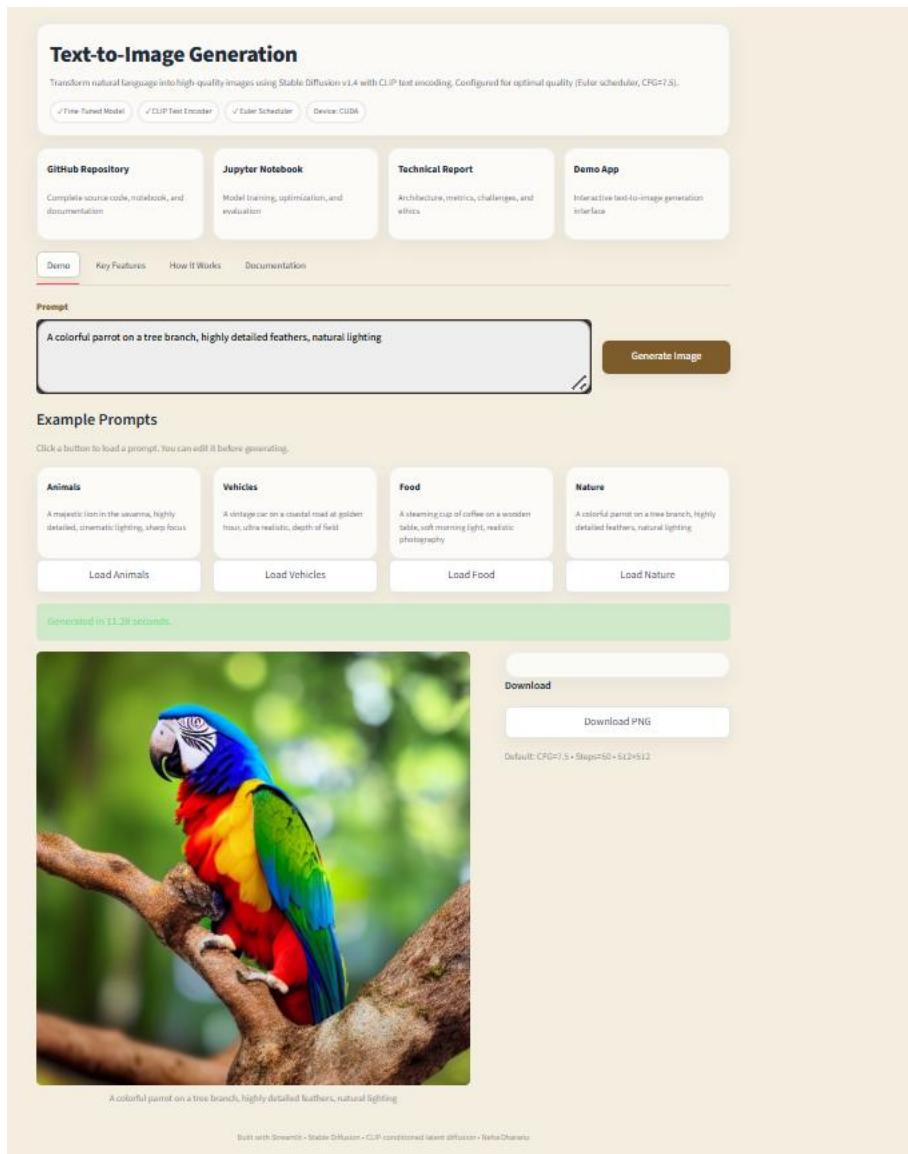 Text-to-Image Generation
Transform natural language into high-quality images using Stable Diffusion v1.4 with CLIP text encoding. Configured for optimal quality (Euler scheduler, CFG=7.5).
✓ Fine-Tuned Model ✓ CLIP Text Encoder ✓ Euler Scheduler Device: CUDA
GitHub Repository
Complete source code, notebook, and
documentation
Jupyter Notebook
Model training, optimization, and
evaluation
Technical Report
Architecture, metrics, challenges, and
ethics
Demo App
Interactive text-to-image generation
interface
Demo Key Features How It Works Documentation
Prompt
A colorful parrot on a tree branch, highly detailed feathers, natural lighting
Generate Image
Example Prompts
Click a button to load a prompt. You can edit it before generating.
Animals
A majestic lion in the savanna, highly
detailed, cinematic lighting, sharp focus
Load Animals
Vehicles
A vintage car on a coastal road at golden
hour, ultra realistic, depth of field
Load Vehicles
Food
A steaming cup of coffee on a wooden
table, soft morning light, realistic
photography
Load Food
Nature
A colorful parrot on a tree branch, highly
detailed feathers, natural lighting
Load Nature
Generated in 11.28 seconds.
Download
Download PNG
Default: CFG=7.5 • Steps=50 • 512×512
A colorful parrot on a tree branch, highly detailed feathers, natural lighting
Built with Streamlit • Stable Diffusion • CLIP-conditioned latent diffusion • Neha